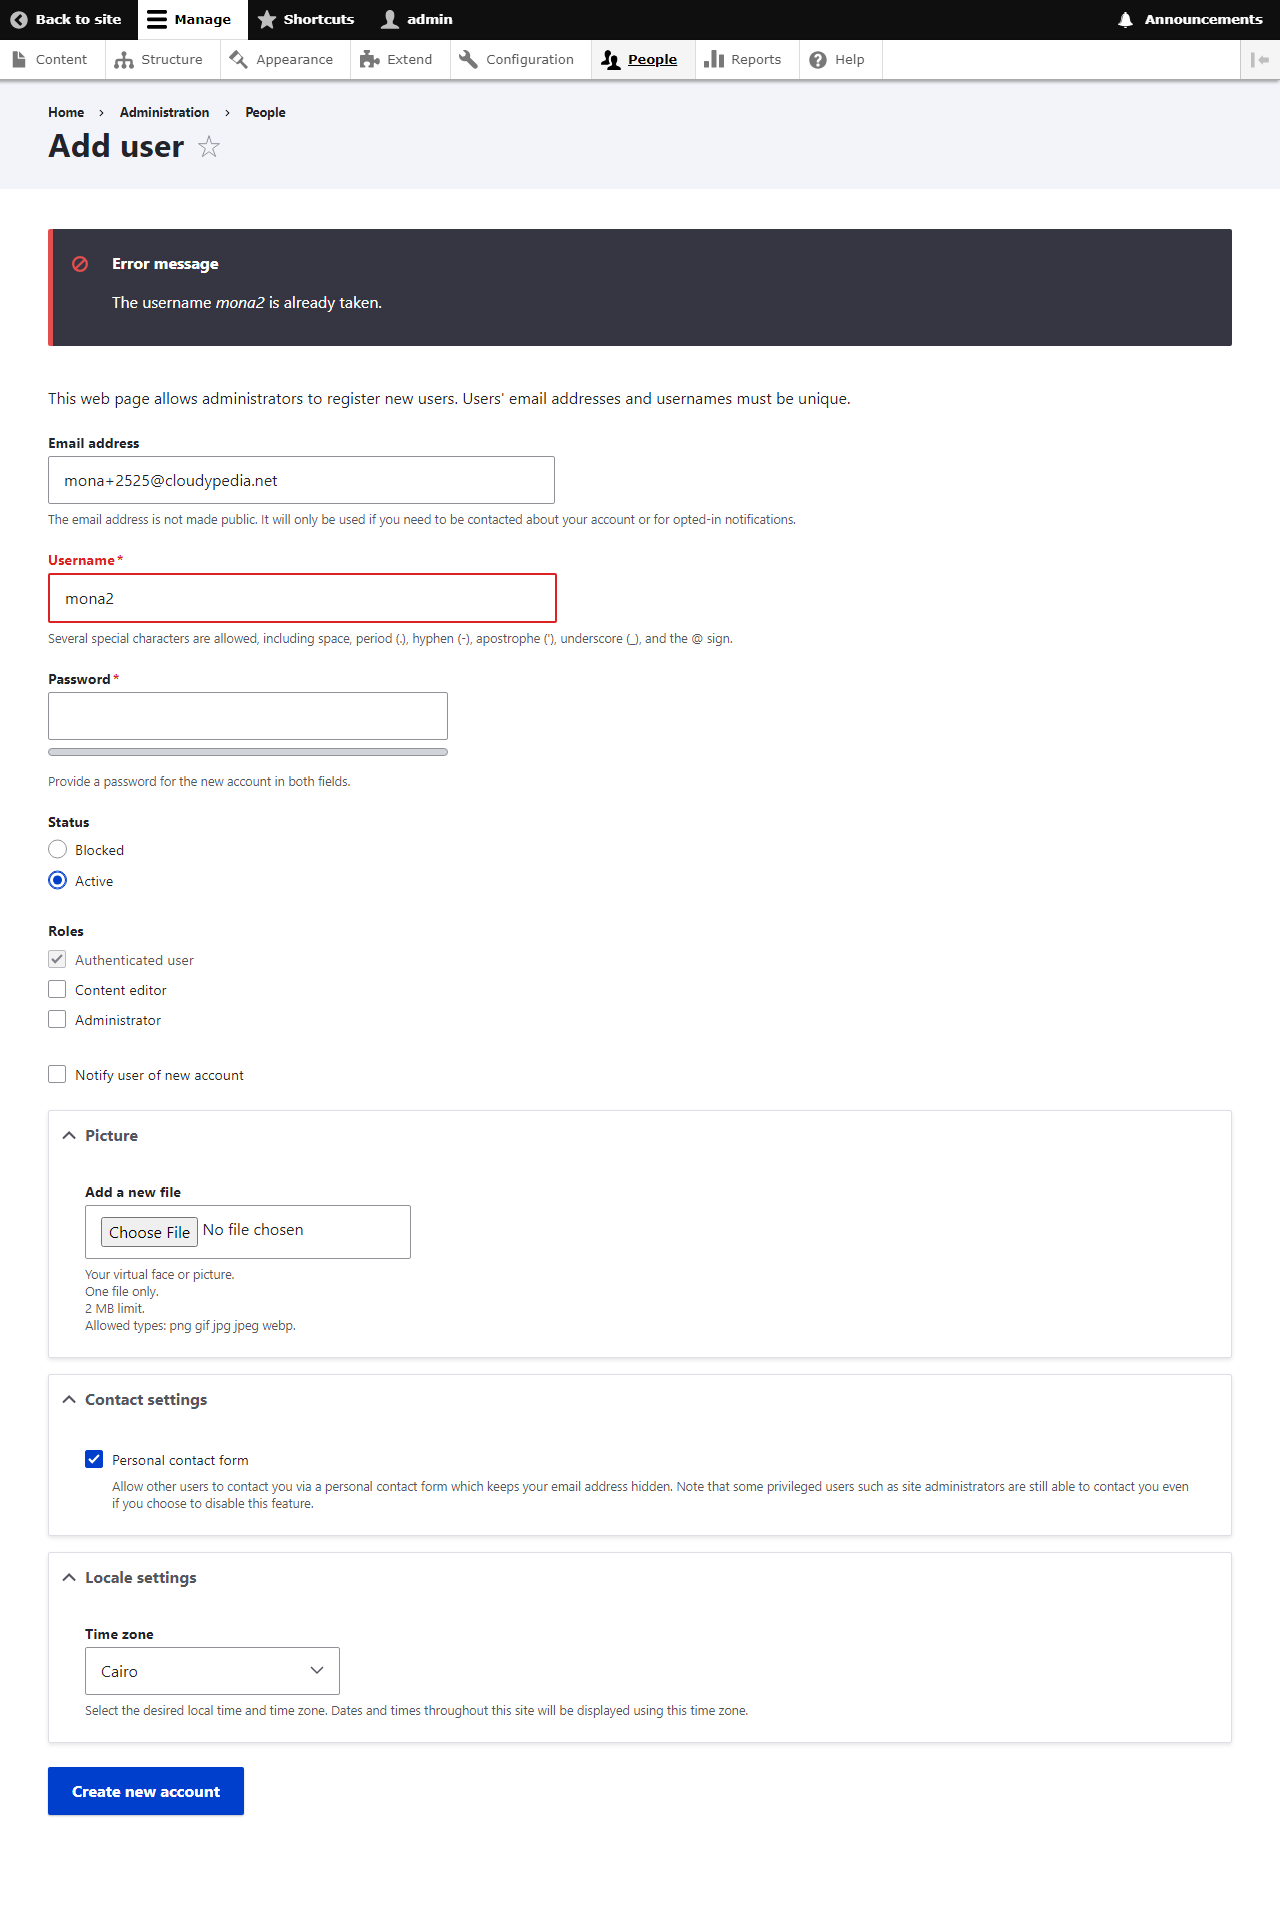 Back to site Manage Shortcuts admin Announcements
Content Structure Appearance Extend Configuration People Reports Help
Home › Administration › People
Add user
Error message
The username mona2 is already taken.
This web page allows administrators to register new users. Users' email addresses and usernames must be unique.
Email address
mona+2525@cloudypedia.net
The email address is not made public. It will only be used if you need to be contacted about your account or for opted-in notifications.
Username*
mona2
Several special characters are allowed, including space, period (.), hyphen (-), apostrophe ('), underscore (_), and the @ sign.
Password*
Provide a password for the new account in both fields.
Status
Blocked
Active
Roles
Authenticated user
Content editor
Administrator
Notify user of new account
Picture
Add a new file
Choose File No file chosen
Your virtual face or picture.
One file only.
2 MB limit.
Allowed types: png gif jpg jpeg webp.
Contact settings
Personal contact form
Allow other users to contact you via a personal contact form which keeps your email address hidden. Note that some privileged users such as site administrators are still able to contact you even
if you choose to disable this feature.
Locale settings
Time zone
Cairo
Select the desired local time and time zone. Dates and times throughout this site will be displayed using this time zone.
Create new account